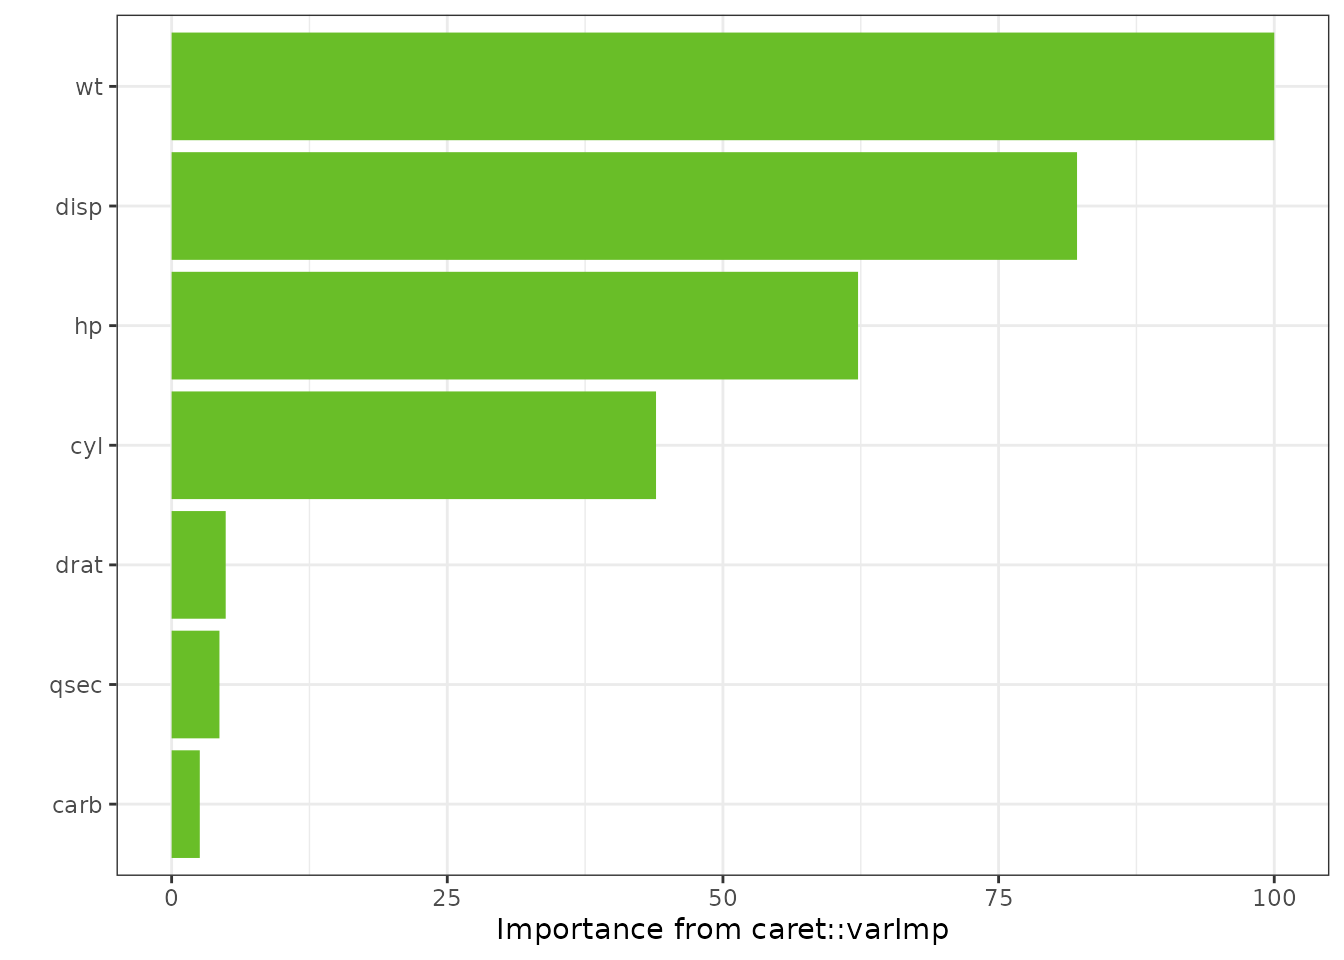 wt
disp
hp
cyl
drat
qsec
carb
0 25 50 75 100
Importance from caret::varImp